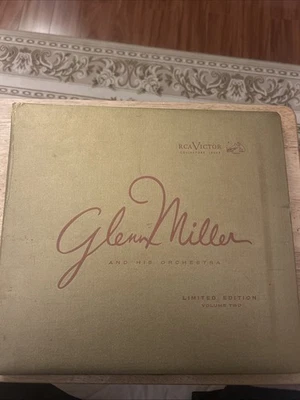 RCA VICTOR
Glenn Miller
AND HIS ORCHESTRA
LIMITED EDITION
VOLUME TWO